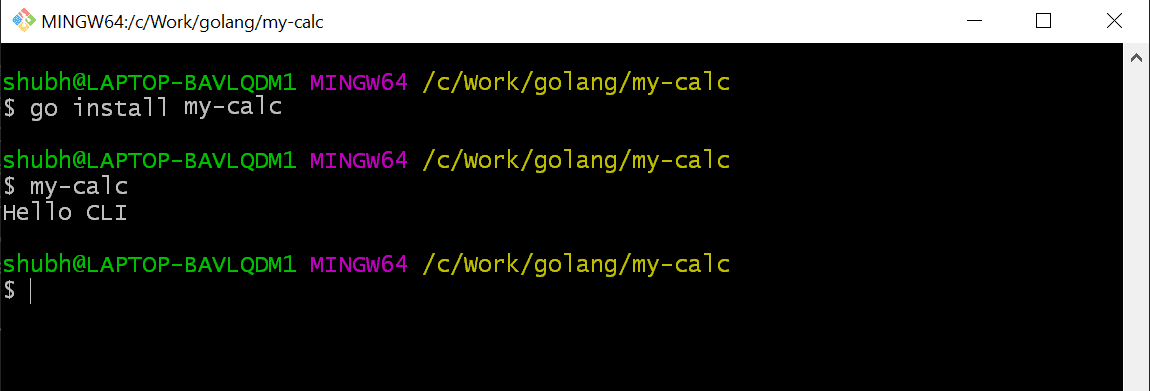 MINGW64:/c/Work/golang/my-calc
shubh@LAPTOP-BAVLQDM1 MINGW64 /c/Work/golang/my-calc
$ go install my-calc
shubh@LAPTOP-BAVLQDM1 MINGW64 /c/Work/golang/my-calc
$ my-calc
Hello CLI
shubh@LAPTOP-BAVLQDM1 MINGW64 /c/Work/golang/my-calc
$